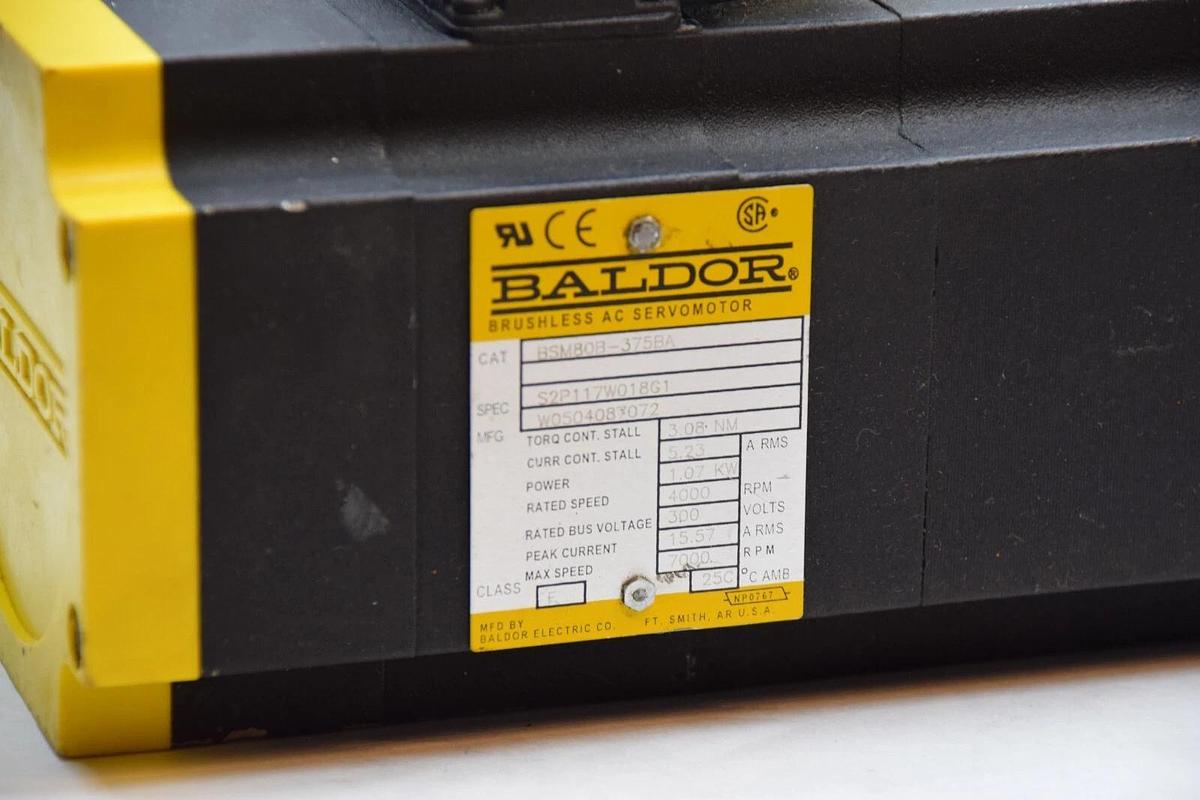 CE SA
BALDOR®
BRUSHLESS AC SERVOMOTOR
CAT BSM80B-375BA
SPEC S2P117W018G1
MFG W0504083072
TORQ CONT. STALL 3.08 NM
CURR CONT. STALL 5.23 A RMS
POWER 1.07 KW
RATED SPEED 4000 RPM
RATED BUS VOLTAGE 300 VOLTS
PEAK CURRENT 15.57 A RMS
MAX SPEED 7000 RPM
CLASS F 25C °C AMB
NP0767
MFD BY
BALDOR ELECTRIC CO. FT. SMITH, AR U.S.A.